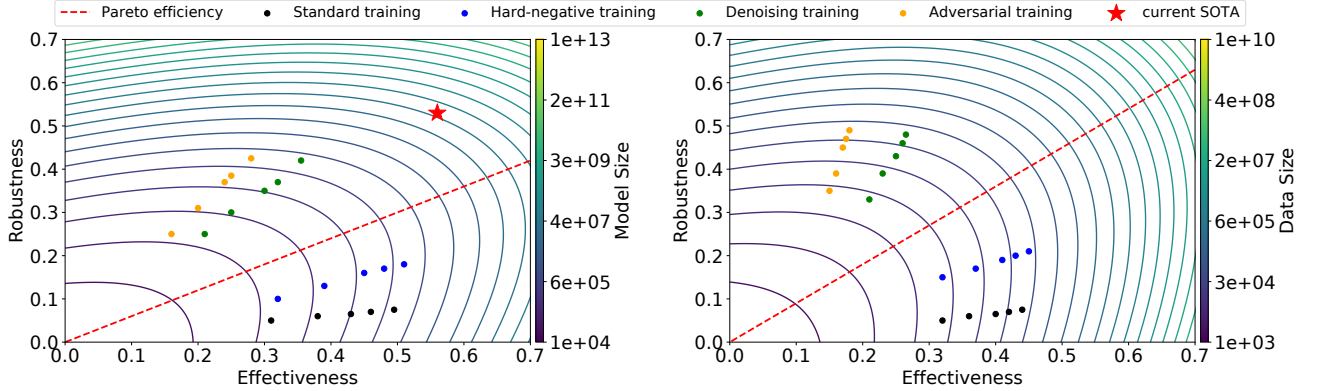 Pareto efficiency
Standard training
Hard-negative training
Denoising training
Adversarial training
current SOTA
0.7
0.6
0.5
0.4
0.3
0.2
0.1
0.0
Robustness
0.0 0.1 0.2 0.3 0.4 0.5 0.6 0.7
Effectiveness
1e+13
2e+11
3e+09
4e+07
6e+05
1e+04
Model Size
0.7
0.6
0.5
0.4
0.3
0.2
0.1
0.0
Robustness
0.0 0.1 0.2 0.3 0.4 0.5 0.6 0.7
Effectiveness
1e+10
4e+08
2e+07
6e+05
3e+04
1e+03
Data Size